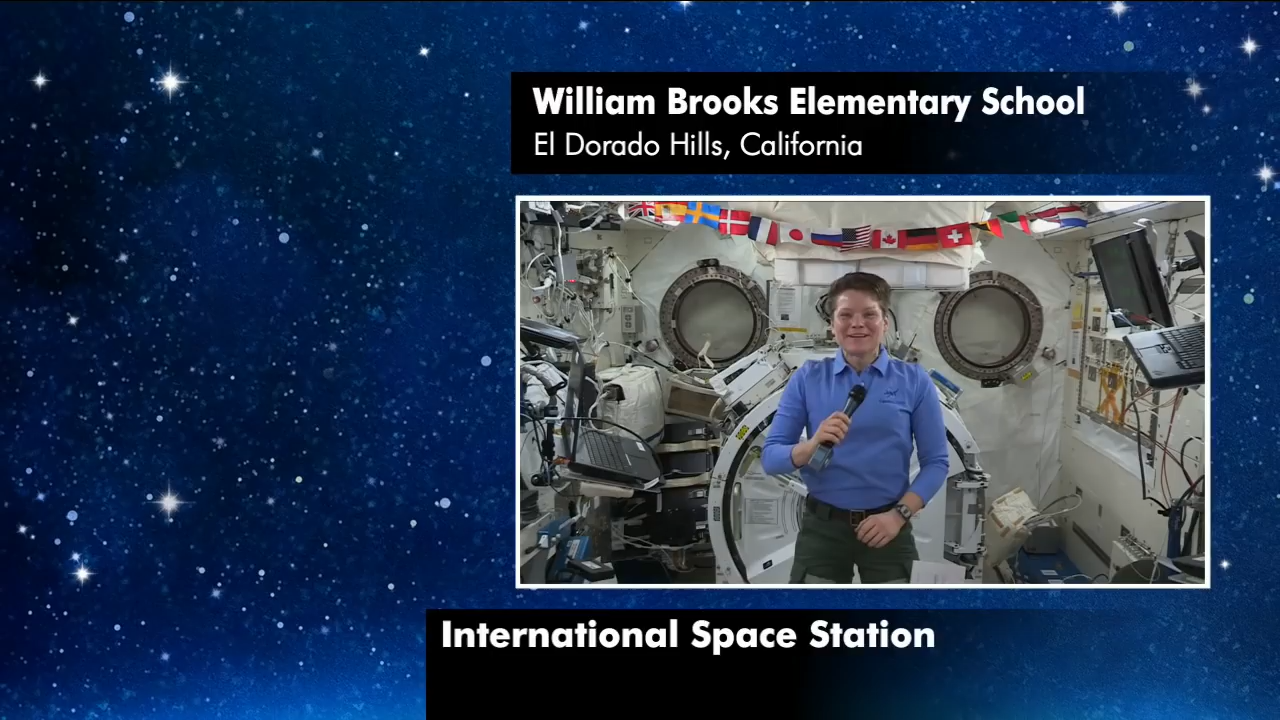 William Brooks Elementary School
El Dorado Hills, California
International Space Station